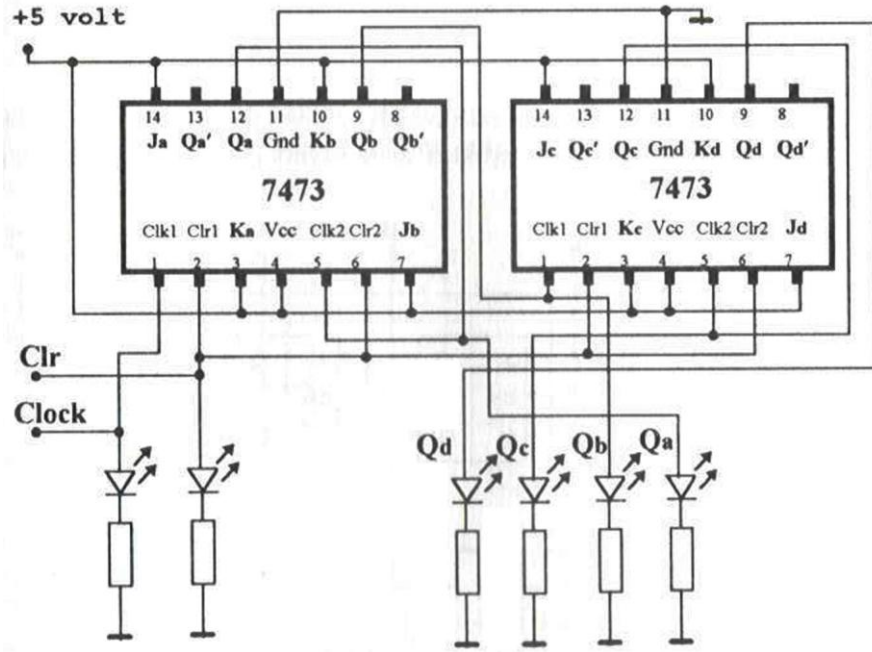 +5 volt
14 13 12 11 10 9 8
Ja Qa' Qa Gnd Kb Qb Qb'
7473
Clk1 Clr1 Ka Vcc Clk2 Clr2 Jb
1 2 3 4 5 6 7
14 13 12 11 10 9 8
Jc Qc' Qc Gnd Kd Qd Qd'
7473
Clk1 Clr1 Kc Vcc Clk2 Clr2 Jd
1 2 3 4 5 6 7
Clr
Clock
Qd Qc Qb Qa